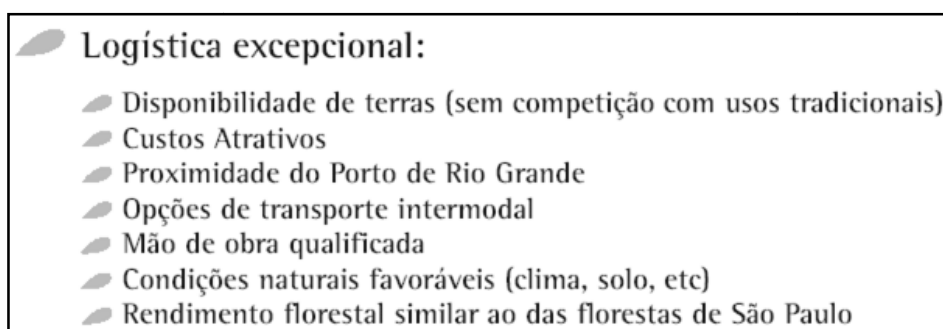 Logística excepcional:
Disponibilidade de terras (sem competição com usos tradicionais)
Custos Atrativos
Proximidade do Porto de Rio Grande
Opções de transporte intermodal
Mão de obra qualificada
Condições naturais favoráveis (clima, solo, etc)
Rendimento florestal similar ao das florestas de São Paulo